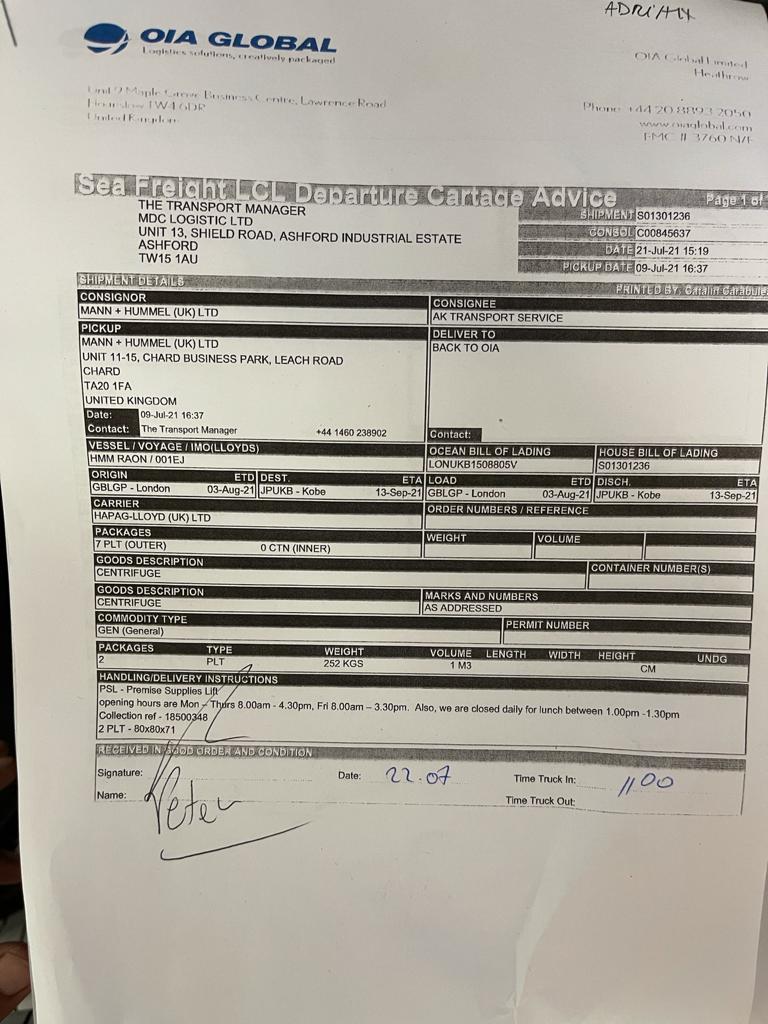 ADRIAN
OIA GLOBAL
Logistics solutions, creatively packaged
OIA Global Limited
Heathrow
Unit 9 Maple Grove Business Centre, Lawrence Road
Hounslow TW4 6DR
United Kingdom
Phone +44 20 8893 2050
www.oiaglobal.com
FMC # 3760 N/F
Sea Freight LCL Departure Cartage Advice
Page 1 of
THE TRANSPORT MANAGER
MDC LOGISTIC LTD
UNIT 13, SHIELD ROAD, ASHFORD INDUSTRIAL ESTATE
ASHFORD
TW15 1AU
SHIPMENT S01301236
CONSOL C00845637
DATE 21-Jul-21 15:19
PICKUP DATE 09-Jul-21 16:37
SHIPMENT DETAILS
PRINTED BY: Catalin Carabule
CONSIGNOR
MANN + HUMMEL (UK) LTD
CONSIGNEE
AK TRANSPORT SERVICE
PICKUP
MANN + HUMMEL (UK) LTD
UNIT 11-15, CHARD BUSINESS PARK, LEACH ROAD
CHARD
TA20 1FA
UNITED KINGDOM
Date: 09-Jul-21 16:37
Contact: The Transport Manager +44 1460 238902
DELIVER TO
BACK TO OIA
Contact:
VESSEL / VOYAGE / IMO(LLOYDS)
HMM RAON / 001EJ
OCEAN BILL OF LADING
LONUKB1508805V
HOUSE BILL OF LADING
S01301236
ORIGIN ETD DEST. ETA LOAD ETD DISCH. ETA
GBLGP - London 03-Aug-21 JPUKB - Kobe 13-Sep-21 GBLGP - London 03-Aug-21 JPUKB - Kobe 13-Sep-21
CARRIER
HAPAG-LLOYD (UK) LTD
ORDER NUMBERS / REFERENCE
PACKAGES WEIGHT VOLUME
7 PLT (OUTER) 0 CTN (INNER)
GOODS DESCRIPTION CONTAINER NUMBER(S)
CENTRIFUGE
GOODS DESCRIPTION MARKS AND NUMBERS
CENTRIFUGE AS ADDRESSED
COMMODITY TYPE PERMIT NUMBER
GEN (General)
PACKAGES TYPE WEIGHT VOLUME LENGTH WIDTH HEIGHT UNDG
2 PLT 252 KGS 1 M3 CM
HANDLING/DELIVERY INSTRUCTIONS
PSL - Premise Supplies Lift
opening hours are Mon – Thurs 8.00am - 4.30pm, Fri 8.00am – 3.30pm. Also, we are closed daily for lunch between 1.00pm -1.30pm
Collection ref - 18500348
2 PLT - 80x80x71
RECEIVED IN GOOD ORDER AND CONDITION
Signature: Date: 22.07 Time Truck In: 1100
Name: Peter Time Truck Out: